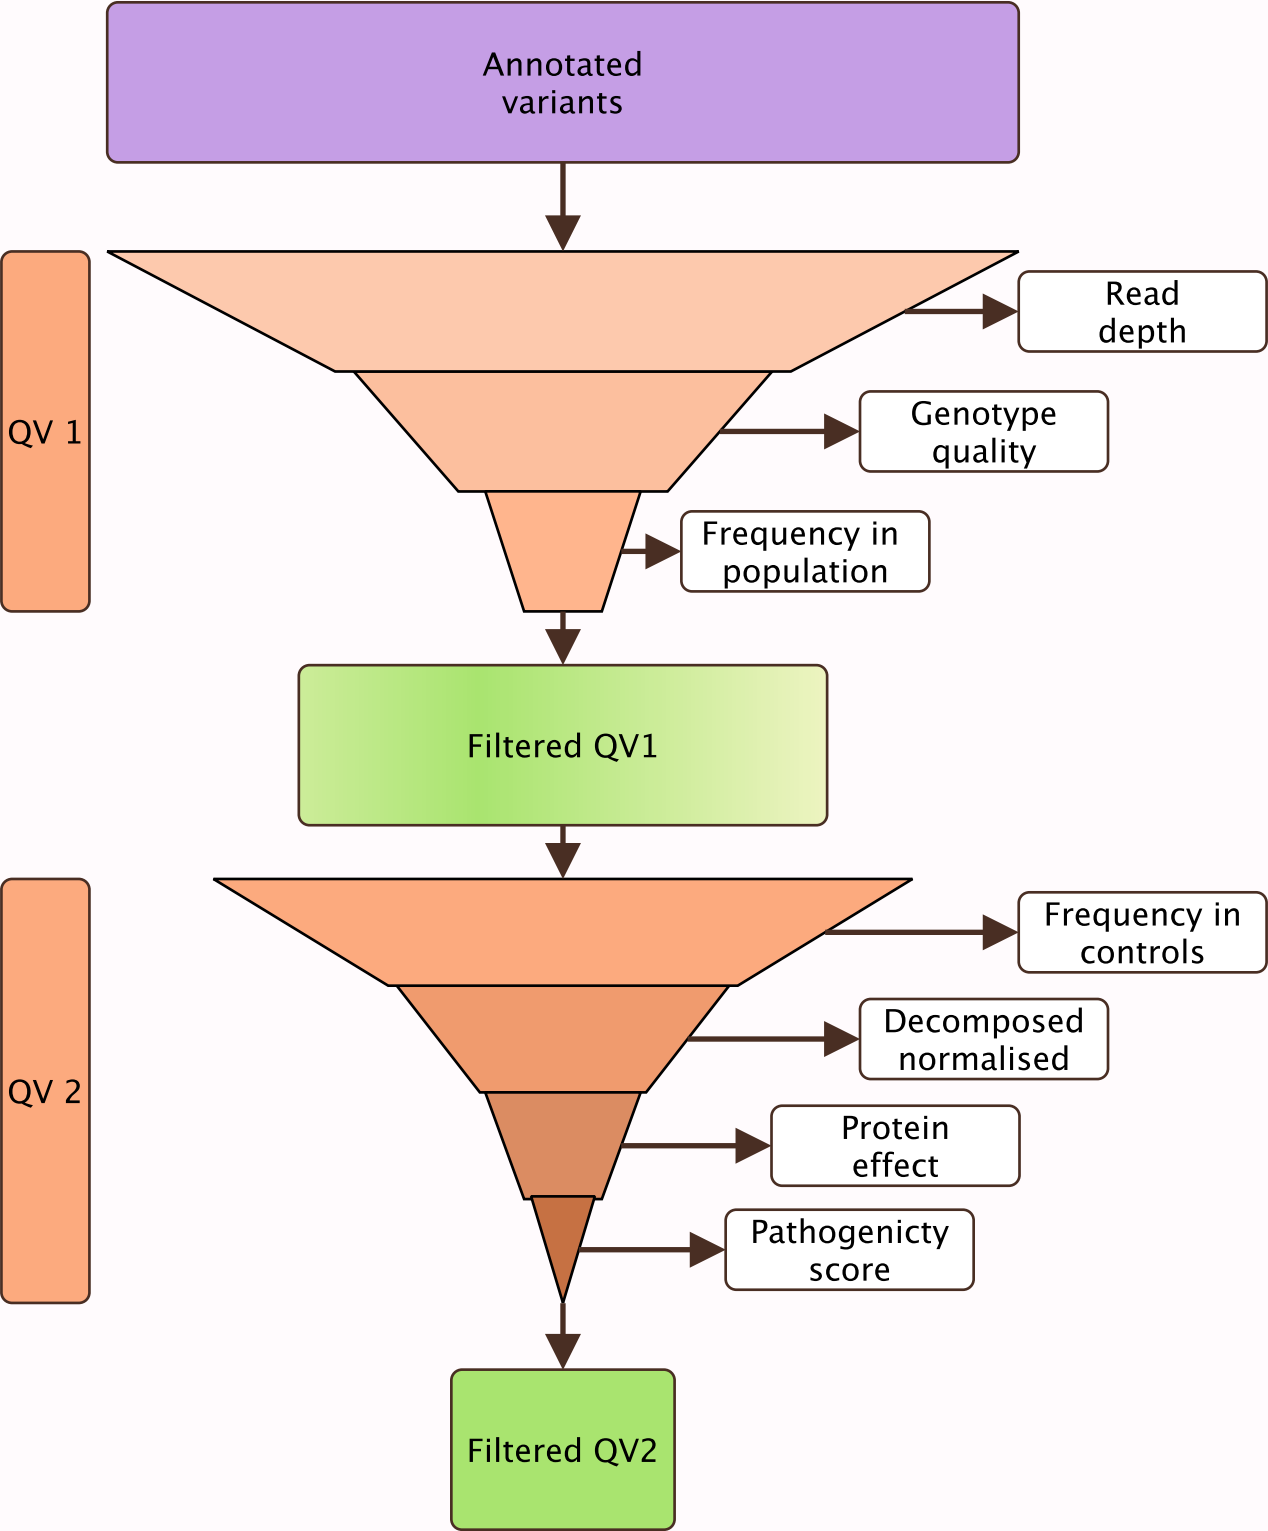 Annotated
variants
QV 1
Read
depth
Genotype
quality
Frequency in
population
Filtered QV1
QV 2
Frequency in
controls
Decomposed
normalised
Protein
effect
Pathogenicty
score
Filtered QV2